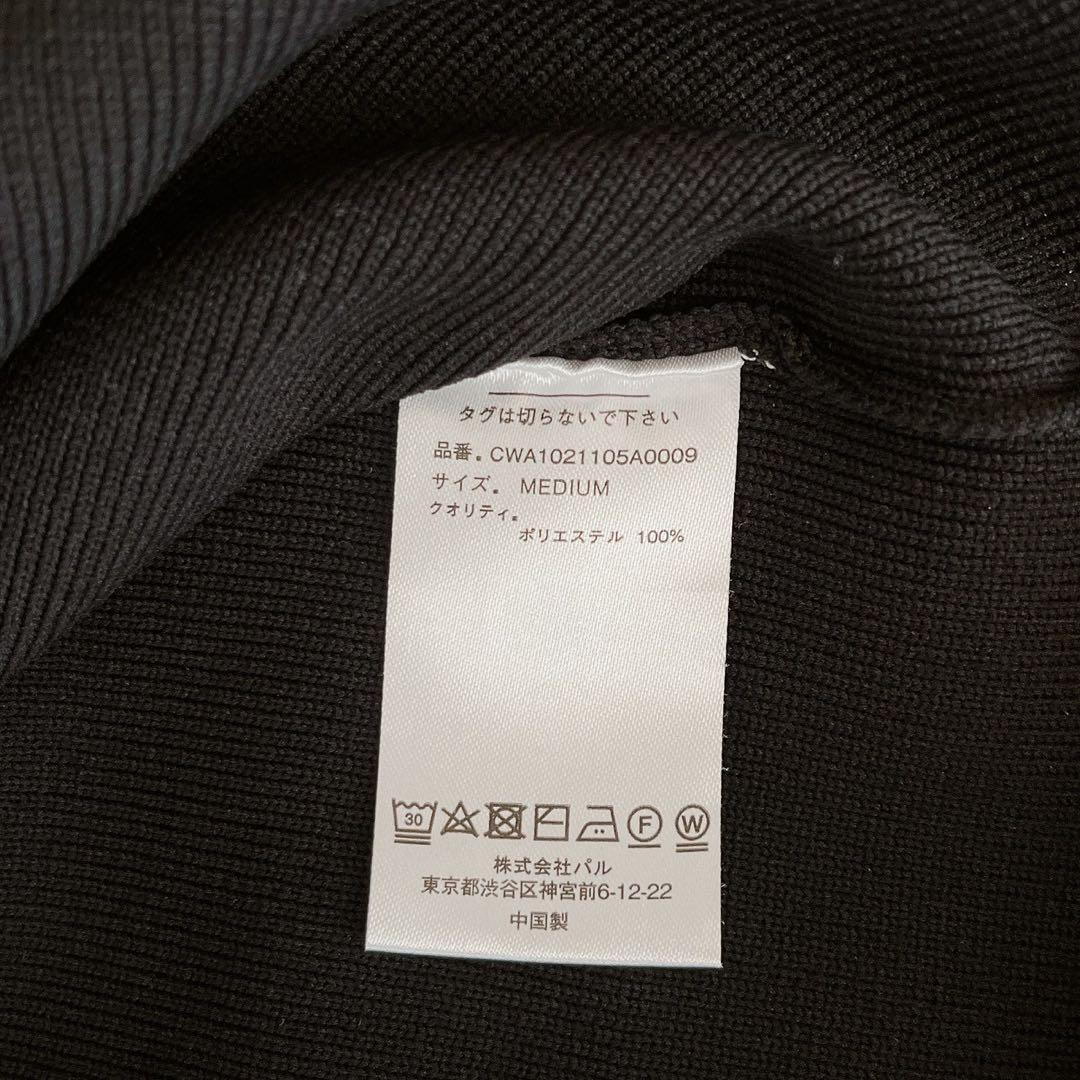 タグは切らないで下さい
品番。CWA1021105A0009
サイズ。 MEDIUM
クオリティ。
ポリエステル 100%
30 F W
株式会社パル
東京都渋谷区神宮前6-12-22
中国製